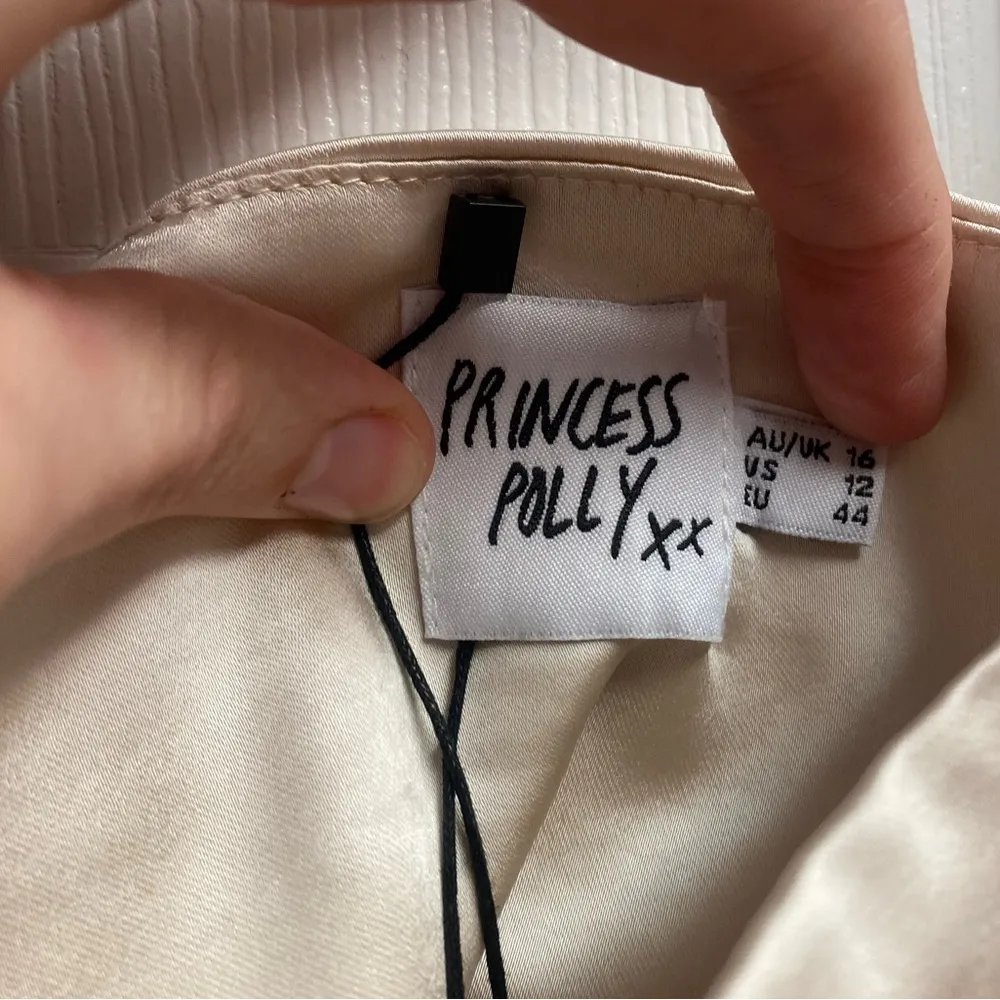 PRINCESS
POLLY xx
AU/UK 16
US 12
EU 44